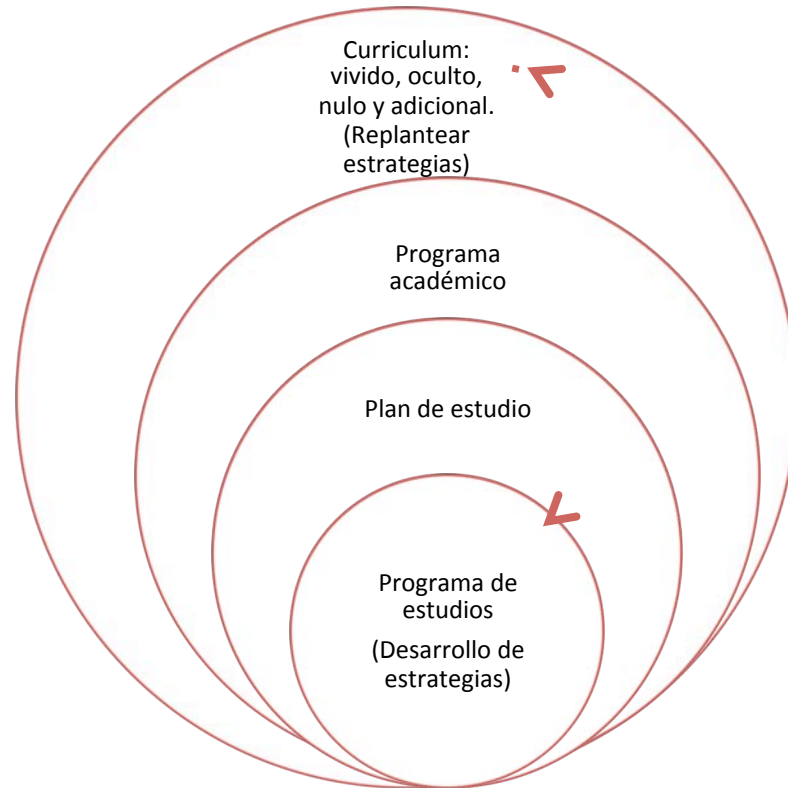 Curriculum:
vivido, oculto,
nulo y adicional.
(Replantear
estrategias)
Programa
académico
Plan de estudio
Programa de
estudios
(Desarrollo de
estrategias)